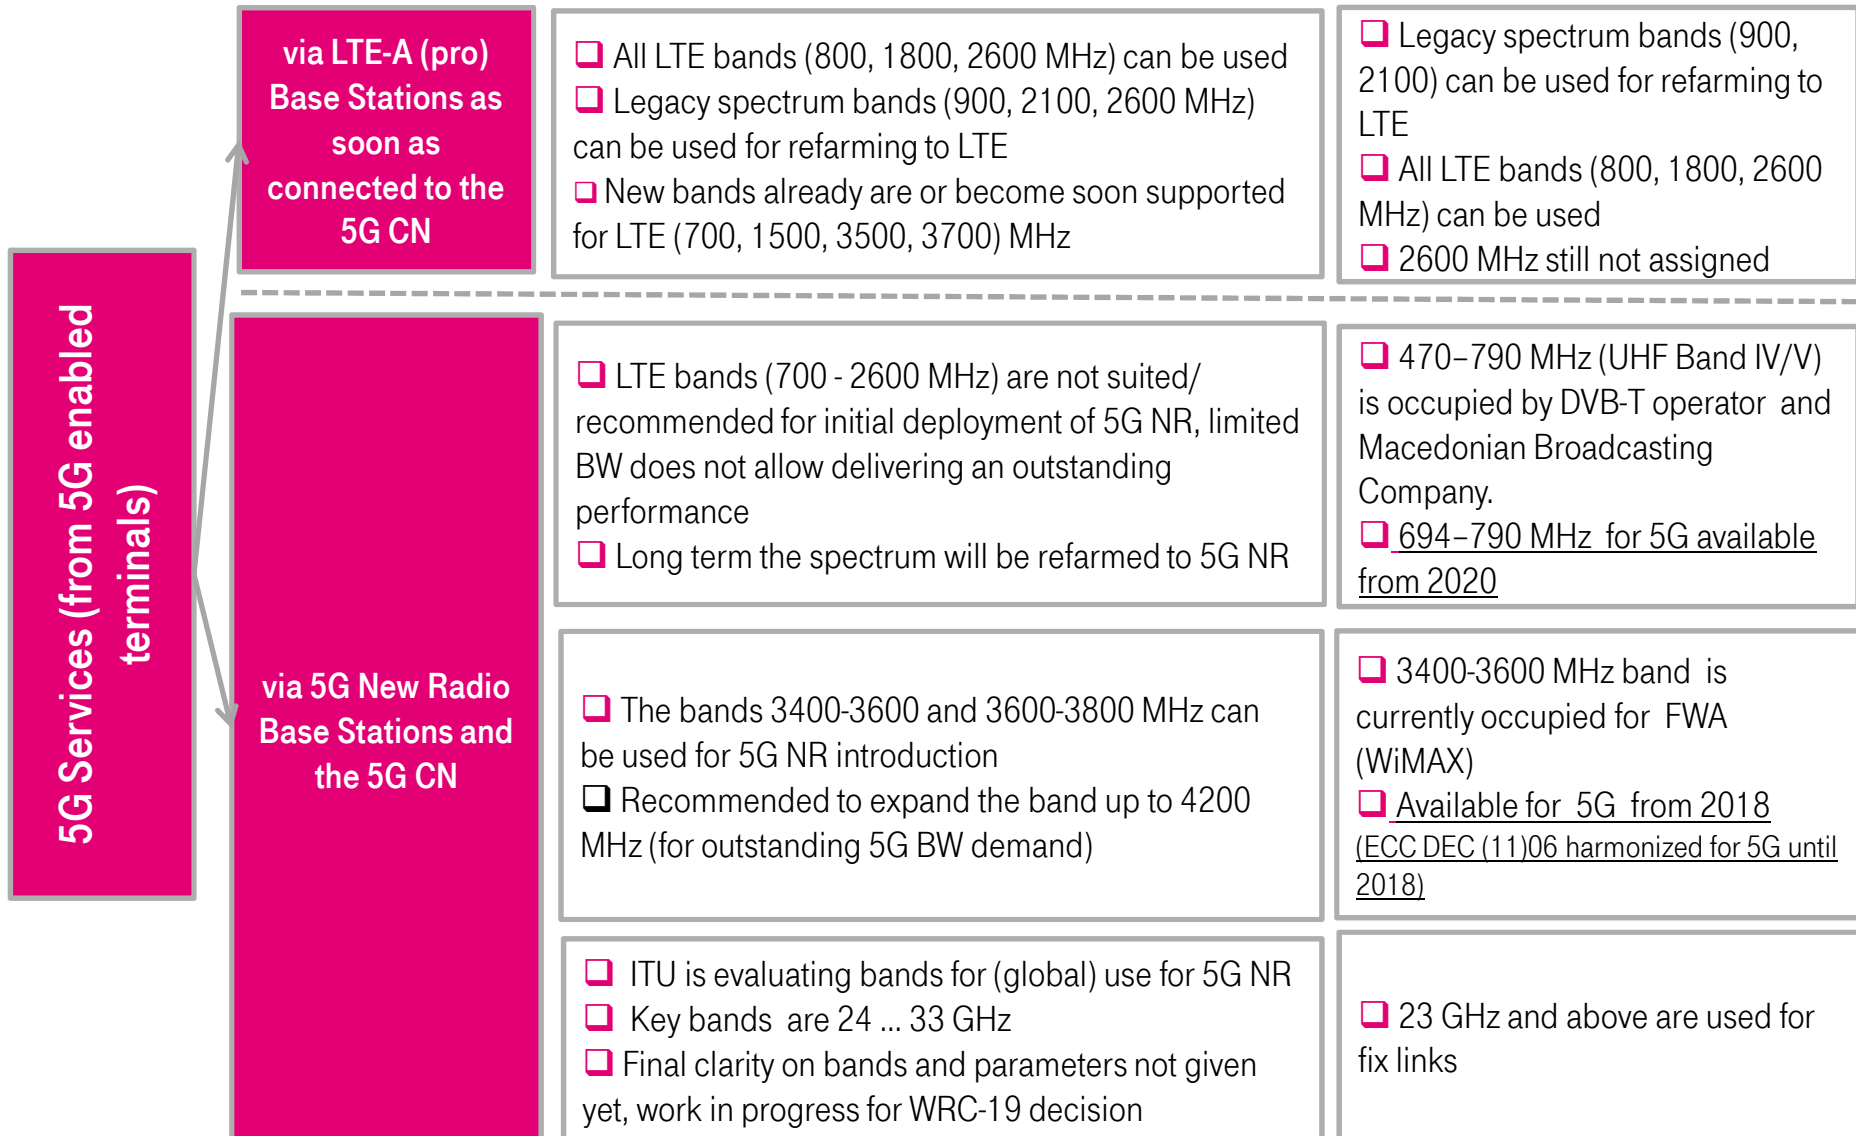 5G Services (from 5G enabled
terminals)
via LTE-A (pro)
Base Stations as
soon as
connected to the
5G CN
❑ All LTE bands (800, 1800, 2600 MHz) can be used
❑ Legacy spectrum bands (900, 2100, 2600 MHz)
can be used for refarming to LTE
❑ New bands already are or become soon supported
for LTE (700, 1500, 3500, 3700) MHz
❑ Legacy spectrum bands (900,
2100) can be used for refarming to
LTE
❑ All LTE bands (800, 1800, 2600
MHz) can be used
❑ 2600 MHz still not assigned
via 5G New Radio
Base Stations and
the 5G CN
❑ LTE bands (700 - 2600 MHz) are not suited/
recommended for initial deployment of 5G NR, limited
BW does not allow delivering an outstanding
performance
❑ Long term the spectrum will be refarmed to 5G NR
❑ 470–790 MHz (UHF Band IV/V)
is occupied by DVB-T operator and
Macedonian Broadcasting
Company.
❑ 694–790 MHz for 5G available
from 2020
❑ The bands 3400-3600 and 3600-3800 MHz can
be used for 5G NR introduction
❑ Recommended to expand the band up to 4200
MHz (for outstanding 5G BW demand)
❑ 3400-3600 MHz band is
currently occupied for FWA
(WiMAX)
❑ Available for 5G from 2018
(ECC DEC (11)06 harmonized for 5G until
2018)
❑ ITU is evaluating bands for (global) use for 5G NR
❑ Key bands are 24 ... 33 GHz
❑ Final clarity on bands and parameters not given
yet, work in progress for WRC-19 decision
❑ 23 GHz and above are used for
fix links